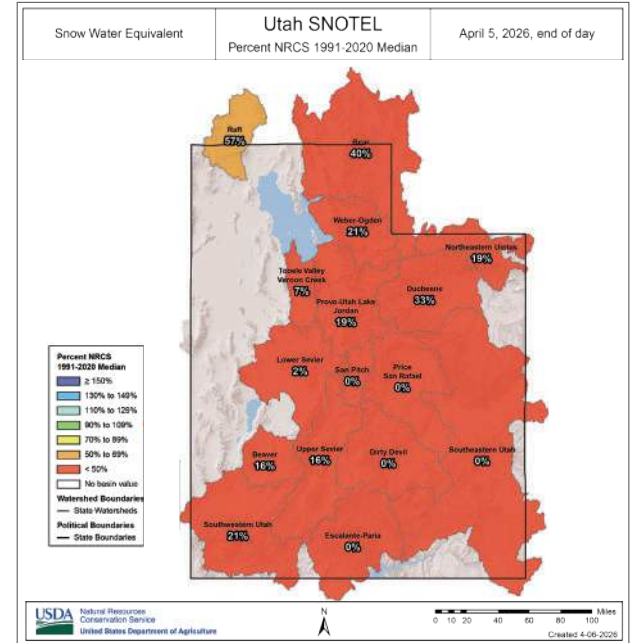 Snow Water Equivalent
Utah SNOTEL
Percent NRCS 1991-2020 Median
April 5, 2026, end of day
Raft
57%
Bear
40%
Weber-Ogden
21%
Northeastern Uintas
19%
Tooele Valley
Vernon Creek
7%
Duchesne
33%
Provo-Utah Lake
Jordan
19%
Lower Sevier
2%
San Pitch
0%
Price
San Rafael
0%
Beaver
16%
Upper Sevier
16%
Dirty Devil
0%
Southeastern Utah
0%
Southwestern Utah
21%
Escalante-Paria
0%
Percent NRCS
1991-2020 Median
≥ 150%
130% to 149%
110% to 129%
90% to 109%
70% to 89%
50% to 69%
< 50%
No basin value
Watershed Boundaries
State Watersheds
Political Boundaries
State Boundaries
USDA
Natural Resources
Conservation Service
United States Department of Agriculture
N
Miles
0 10 20 40 60 80 100
Created 4-06-2026